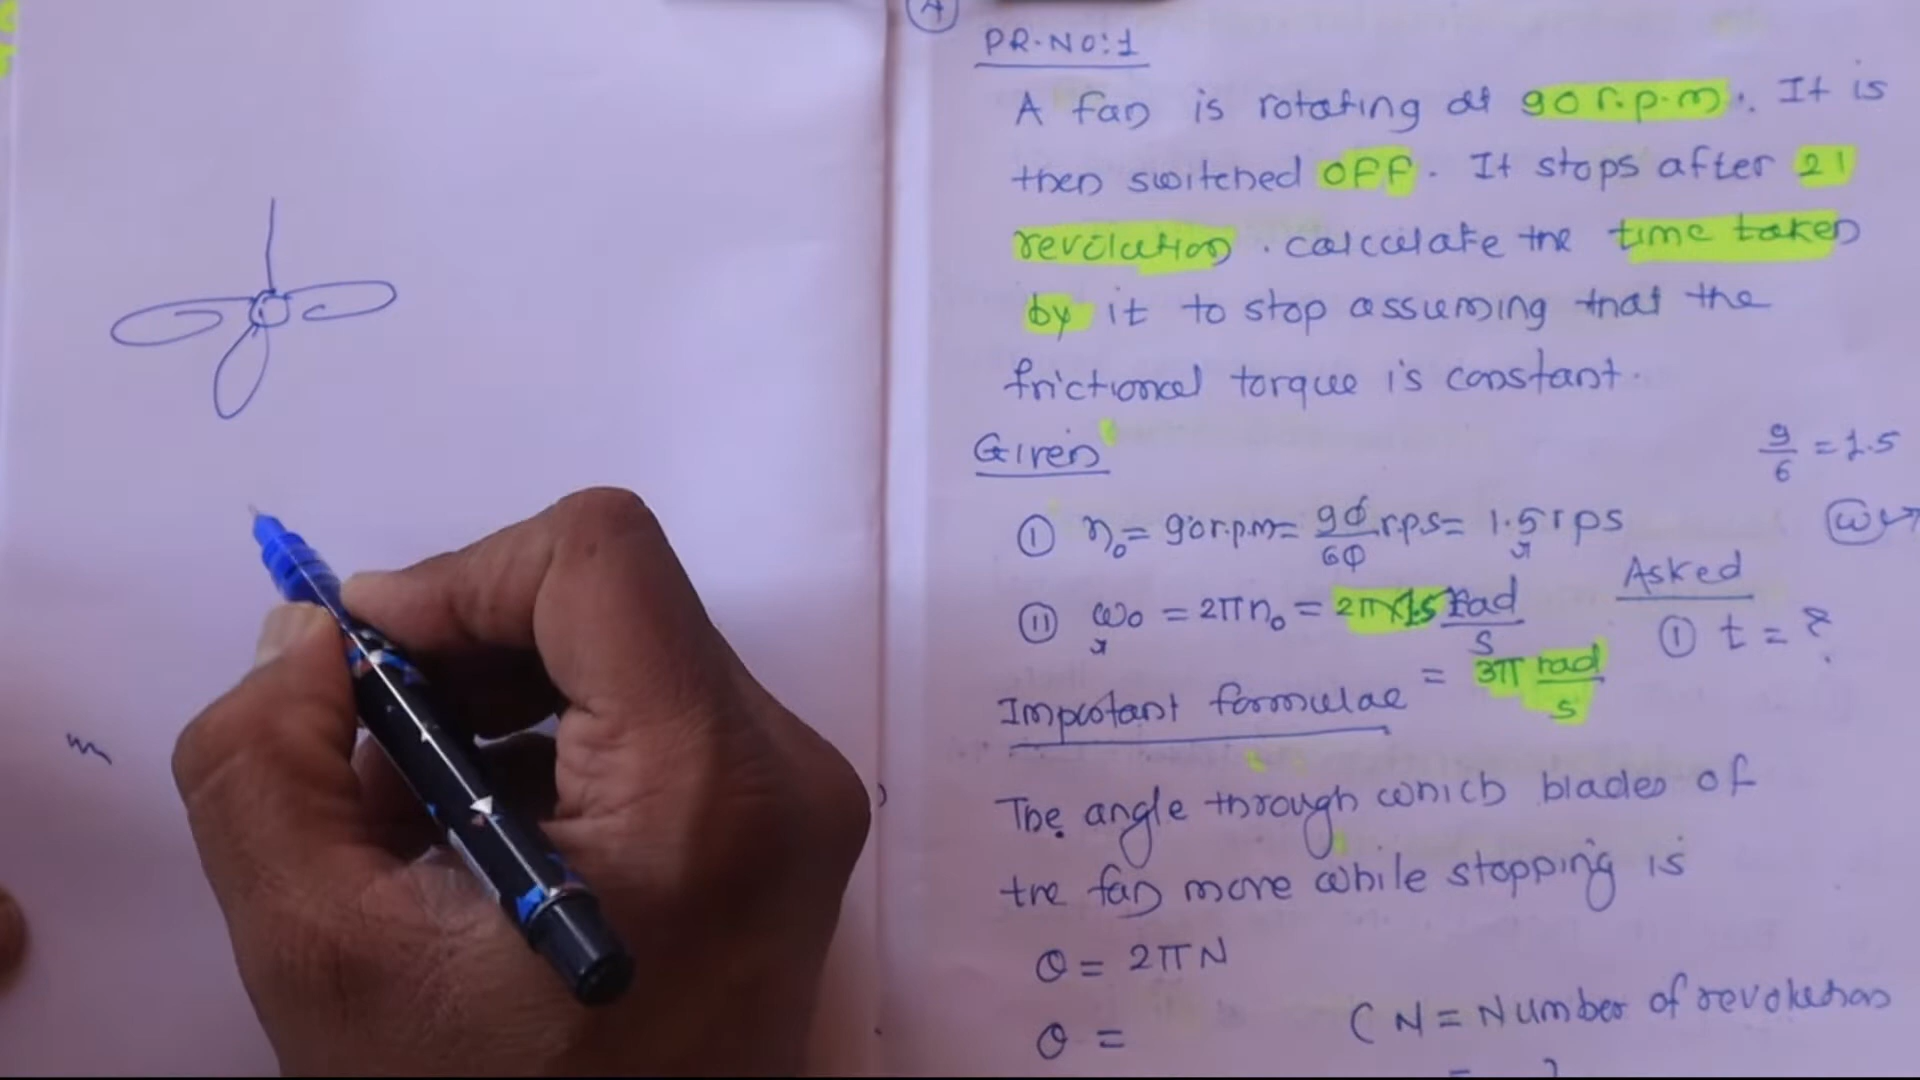 A
PR.NO:1
A fan is rotating at 90 r.p.m. It is
then switched OFF. It stops after 21
revolution. calculate the time taken
by it to stop assuming that the
frictional torque is constant.
Given
9/6 = 1.5
① n₀ = 90 r.p.m = 90/60 r.p.s = 1.5 rps
ω
Asked
② ω₀ = 2πn₀ = 2π×1.5 rad/s
① t = ?
= 3π rad/s
Important formulae
The angle through which blades of
the fan move while stopping is
θ = 2πN
θ =
( N = Number of revolutions